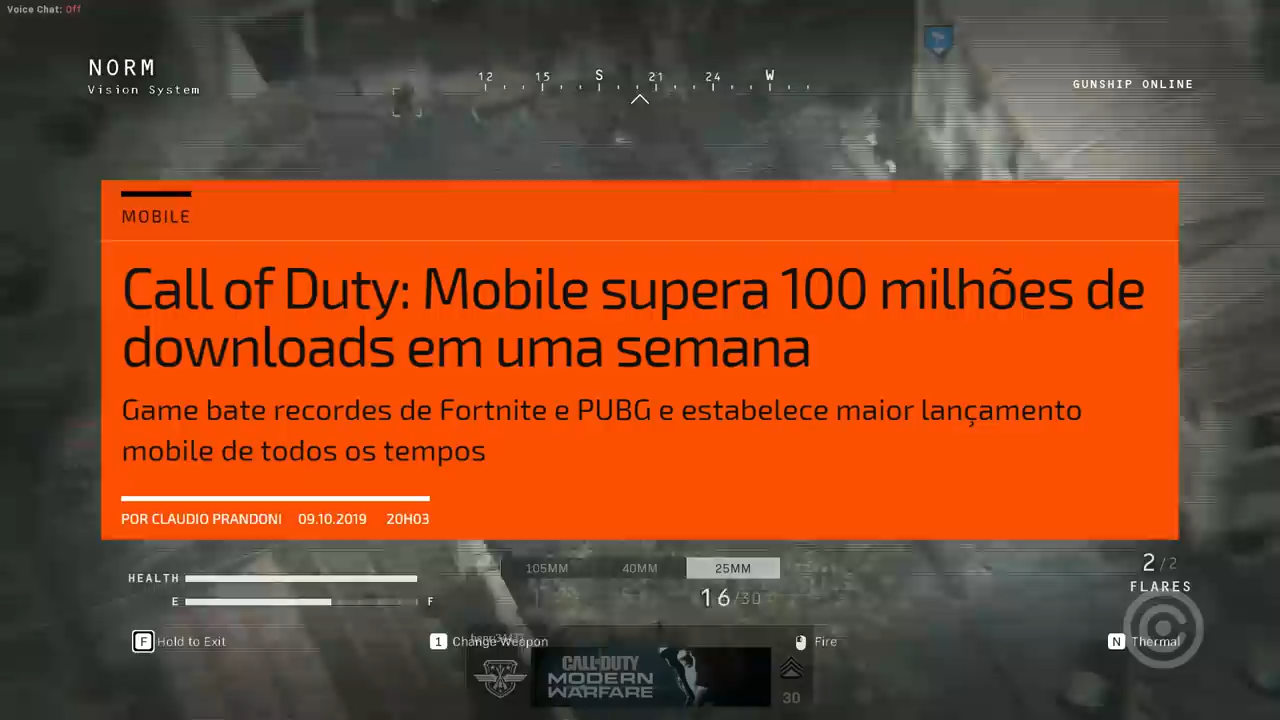 Voice Chat: Off
NORM
Vision System
12 15 S 21 24 W
GUNSHIP ONLINE
MOBILE
Call of Duty: Mobile supera 100 milhões de
downloads em uma semana
Game bate recordes de Fortnite e PUBG e estabelece maior lançamento
mobile de todos os tempos
POR CLAUDIO PRANDONI 09.10.2019 20H03
105MM 40MM 25MM
16/30
2/2
FLARES
HEALTH
E F
F Hold to Exit
1 Change Weapon
Fire
N Thermal
CALL OF DUTY
MODERN
WARFARE
30